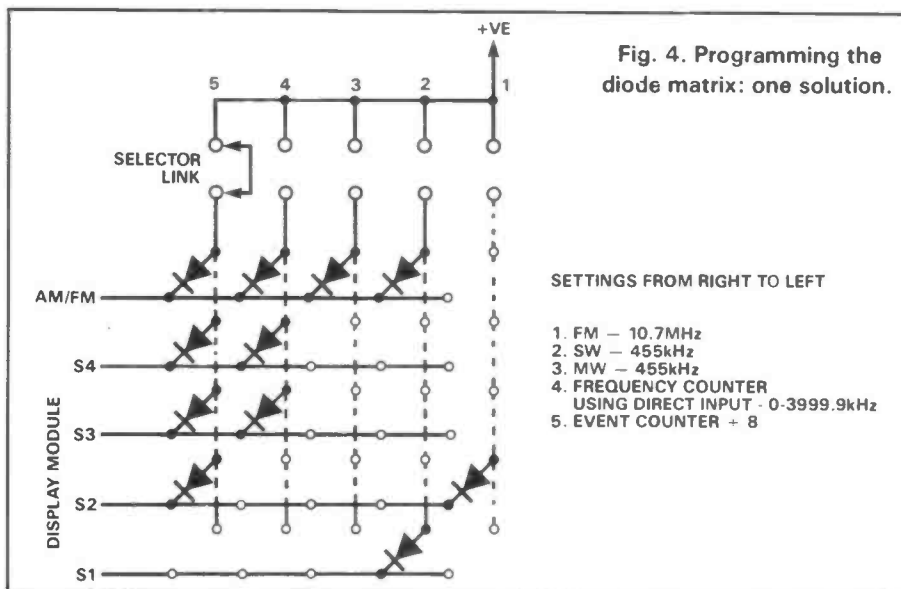 +VE
Fig. 4. Programming the
diode matrix: one solution.
5 4 3 2 1
SELECTOR
LINK
AM/FM
S4
S3
S2
S1
DISPLAY MODULE
SETTINGS FROM RIGHT TO LEFT
1. FM – 10.7MHz
2. SW – 455kHz
3. MW – 455kHz
4. FREQUENCY COUNTER
USING DIRECT INPUT - 0-3999.9kHz
5. EVENT COUNTER + 8